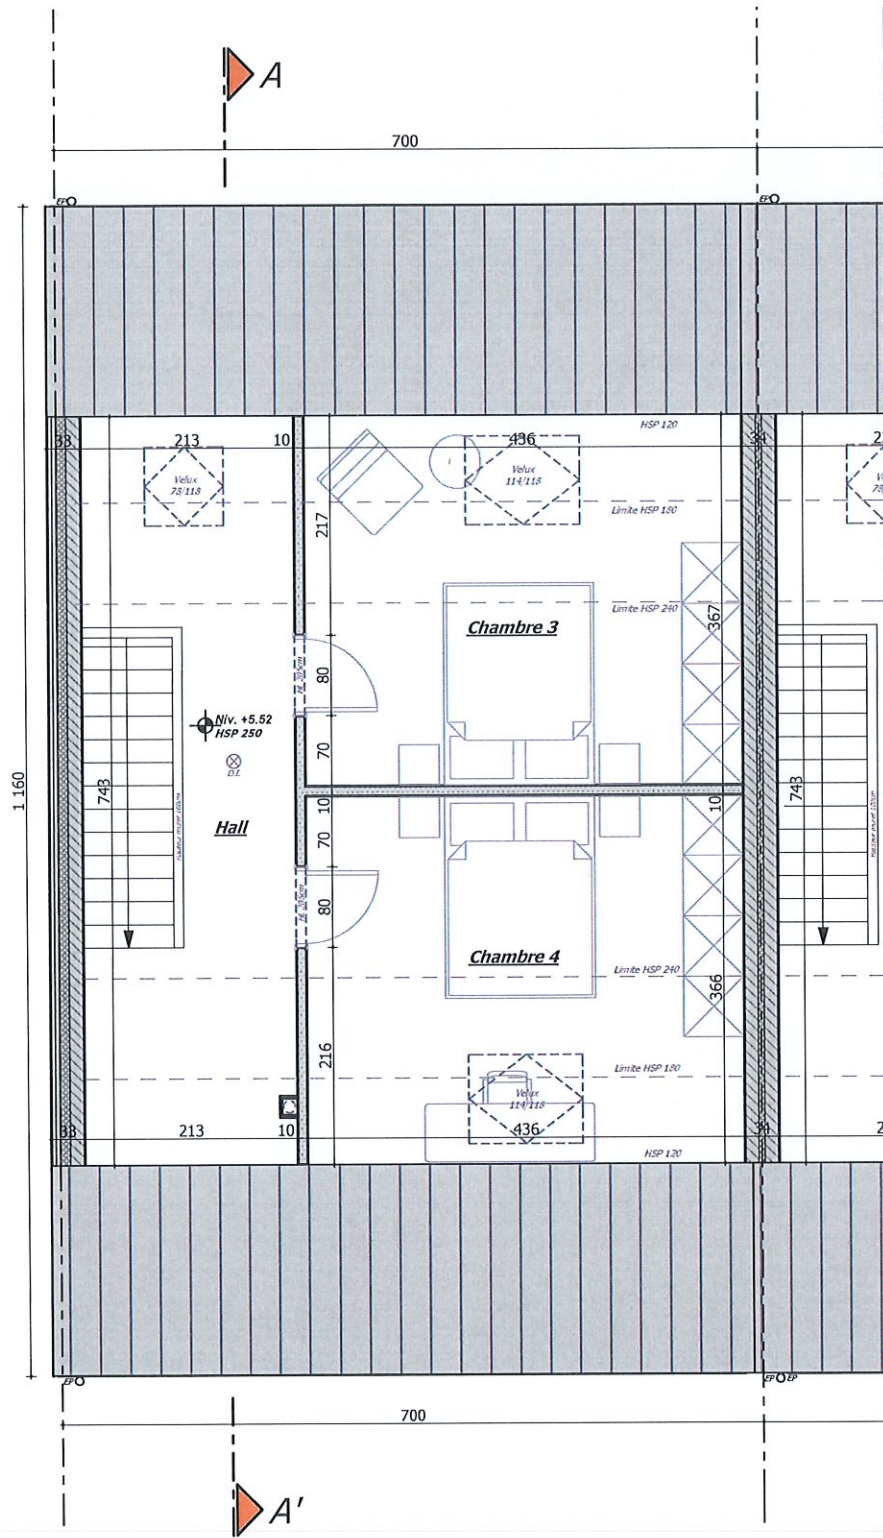 A
700
EP
EP
HSP 120
33
213
10
436
34
Velux
78/118
Velux
114/118
Limite HSP 180
217
Limite HSP 240
367
Chambre 3
80
Niv. +5.52
HSP 250
D.I.
70
1 160
743
10
10
743
Hall
70
80
Chambre 4
Limite HSP 240
366
216
Limite HSP 180
Velux
114/118
33
213
10
436
34
HSP 120
EP
EP
EP
700
A'